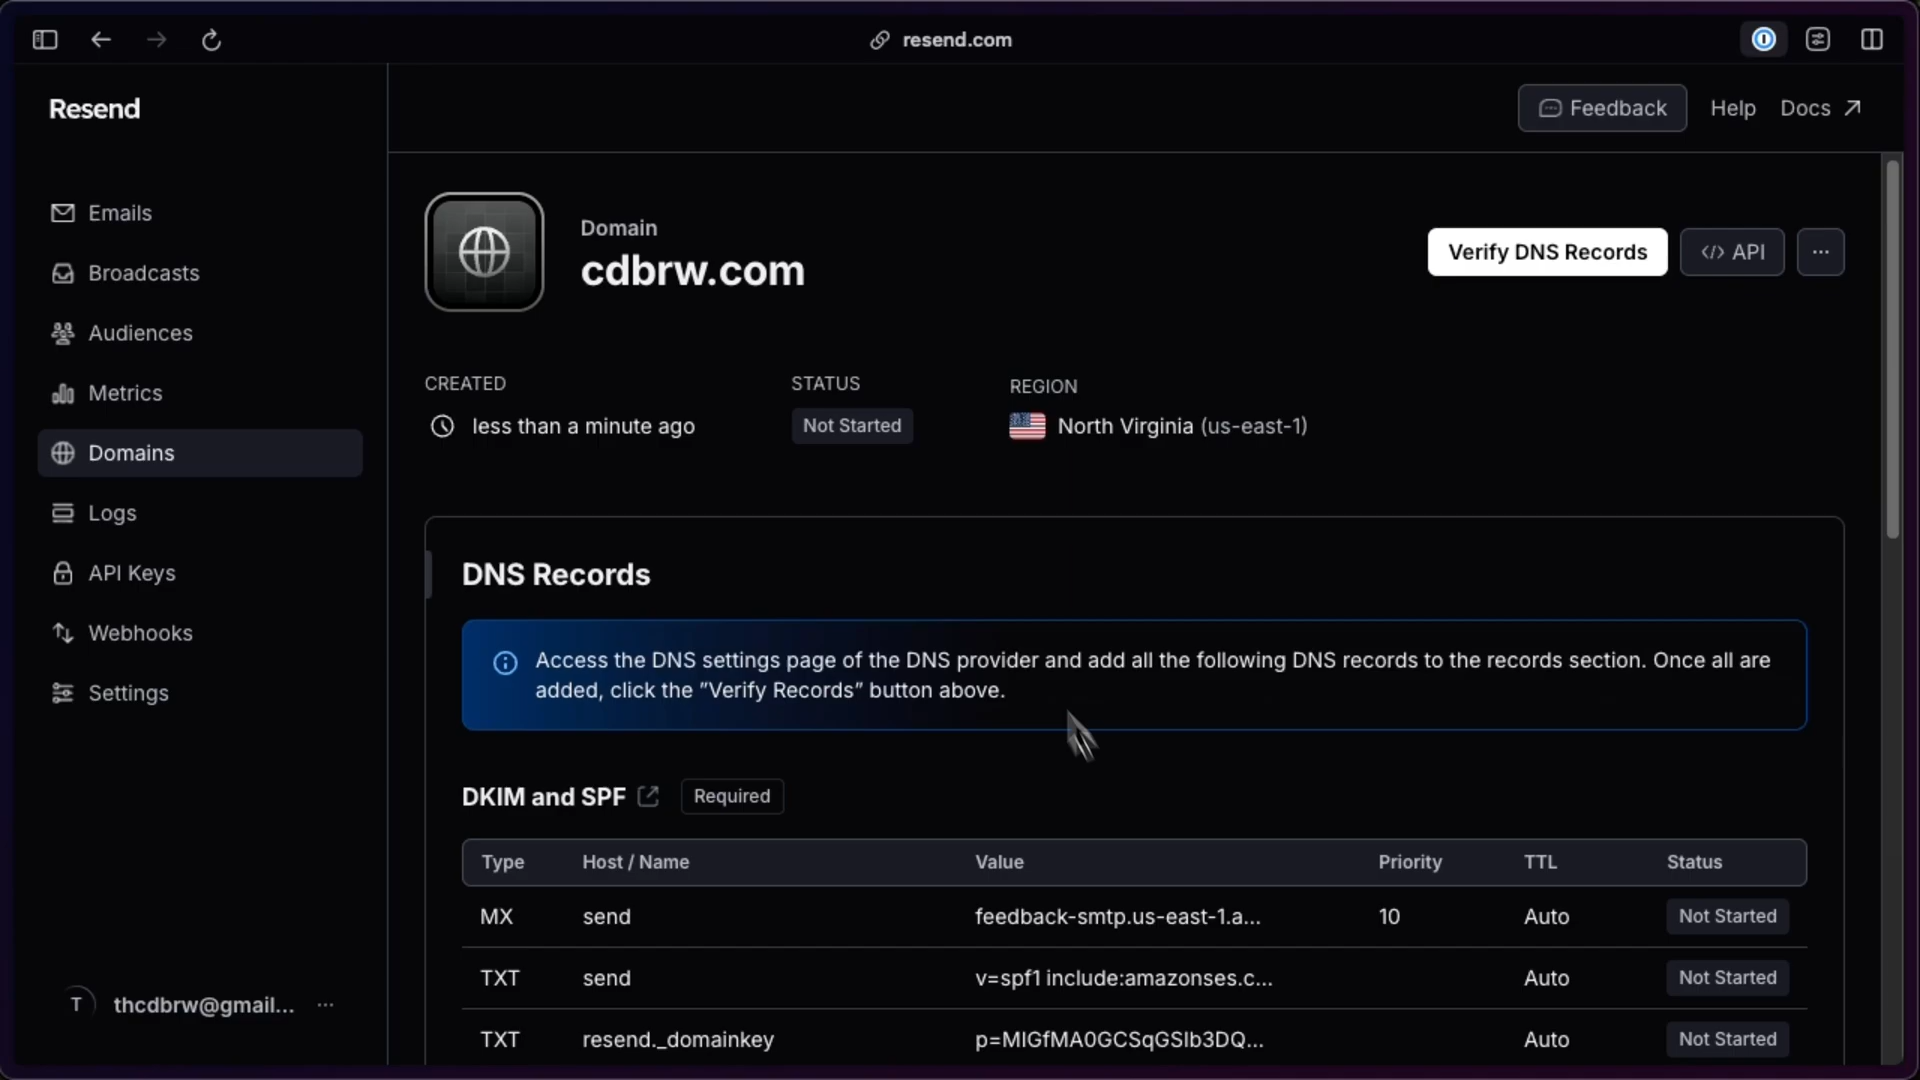 resend.com
Resend
Feedback
Help
Docs
Emails
Broadcasts
Audiences
Metrics
Domains
Logs
API Keys
Webhooks
Settings
T
thcdbrw@gmail...
Domain
cdbrw.com
Verify DNS Records
API
CREATED
less than a minute ago
STATUS
Not Started
REGION
North Virginia (us-east-1)
DNS Records
Access the DNS settings page of the DNS provider and add all the following DNS records to the records section. Once all are
added, click the ”Verify Records” button above.
DKIM and SPF Required
Type Host / Name Value Priority TTL Status
MX send feedback-smtp.us-east-1.a... 10 Auto Not Started
TXT send v=spf1 include:amazonses.c... Auto Not Started
TXT resend._domainkey p=MIGfMA0GCSqGSIb3DQ... Auto Not Started